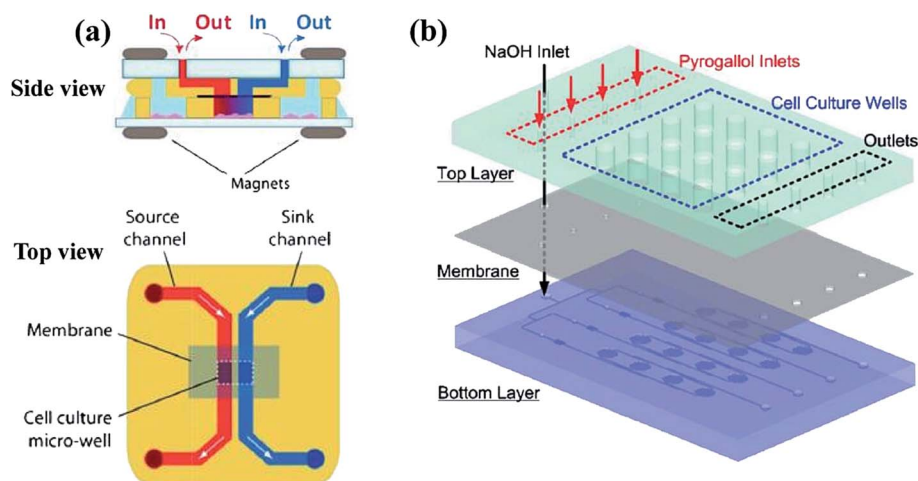 (a)
In Out In Out
Side view
Magnets
Top view
Source
channel
Sink
channel
Membrane
Cell culture
micro-well
(b)
NaOH Inlet
Pyrogallol Inlets
Cell Culture Wells
Outlets
Top Layer
Membrane
Bottom Layer